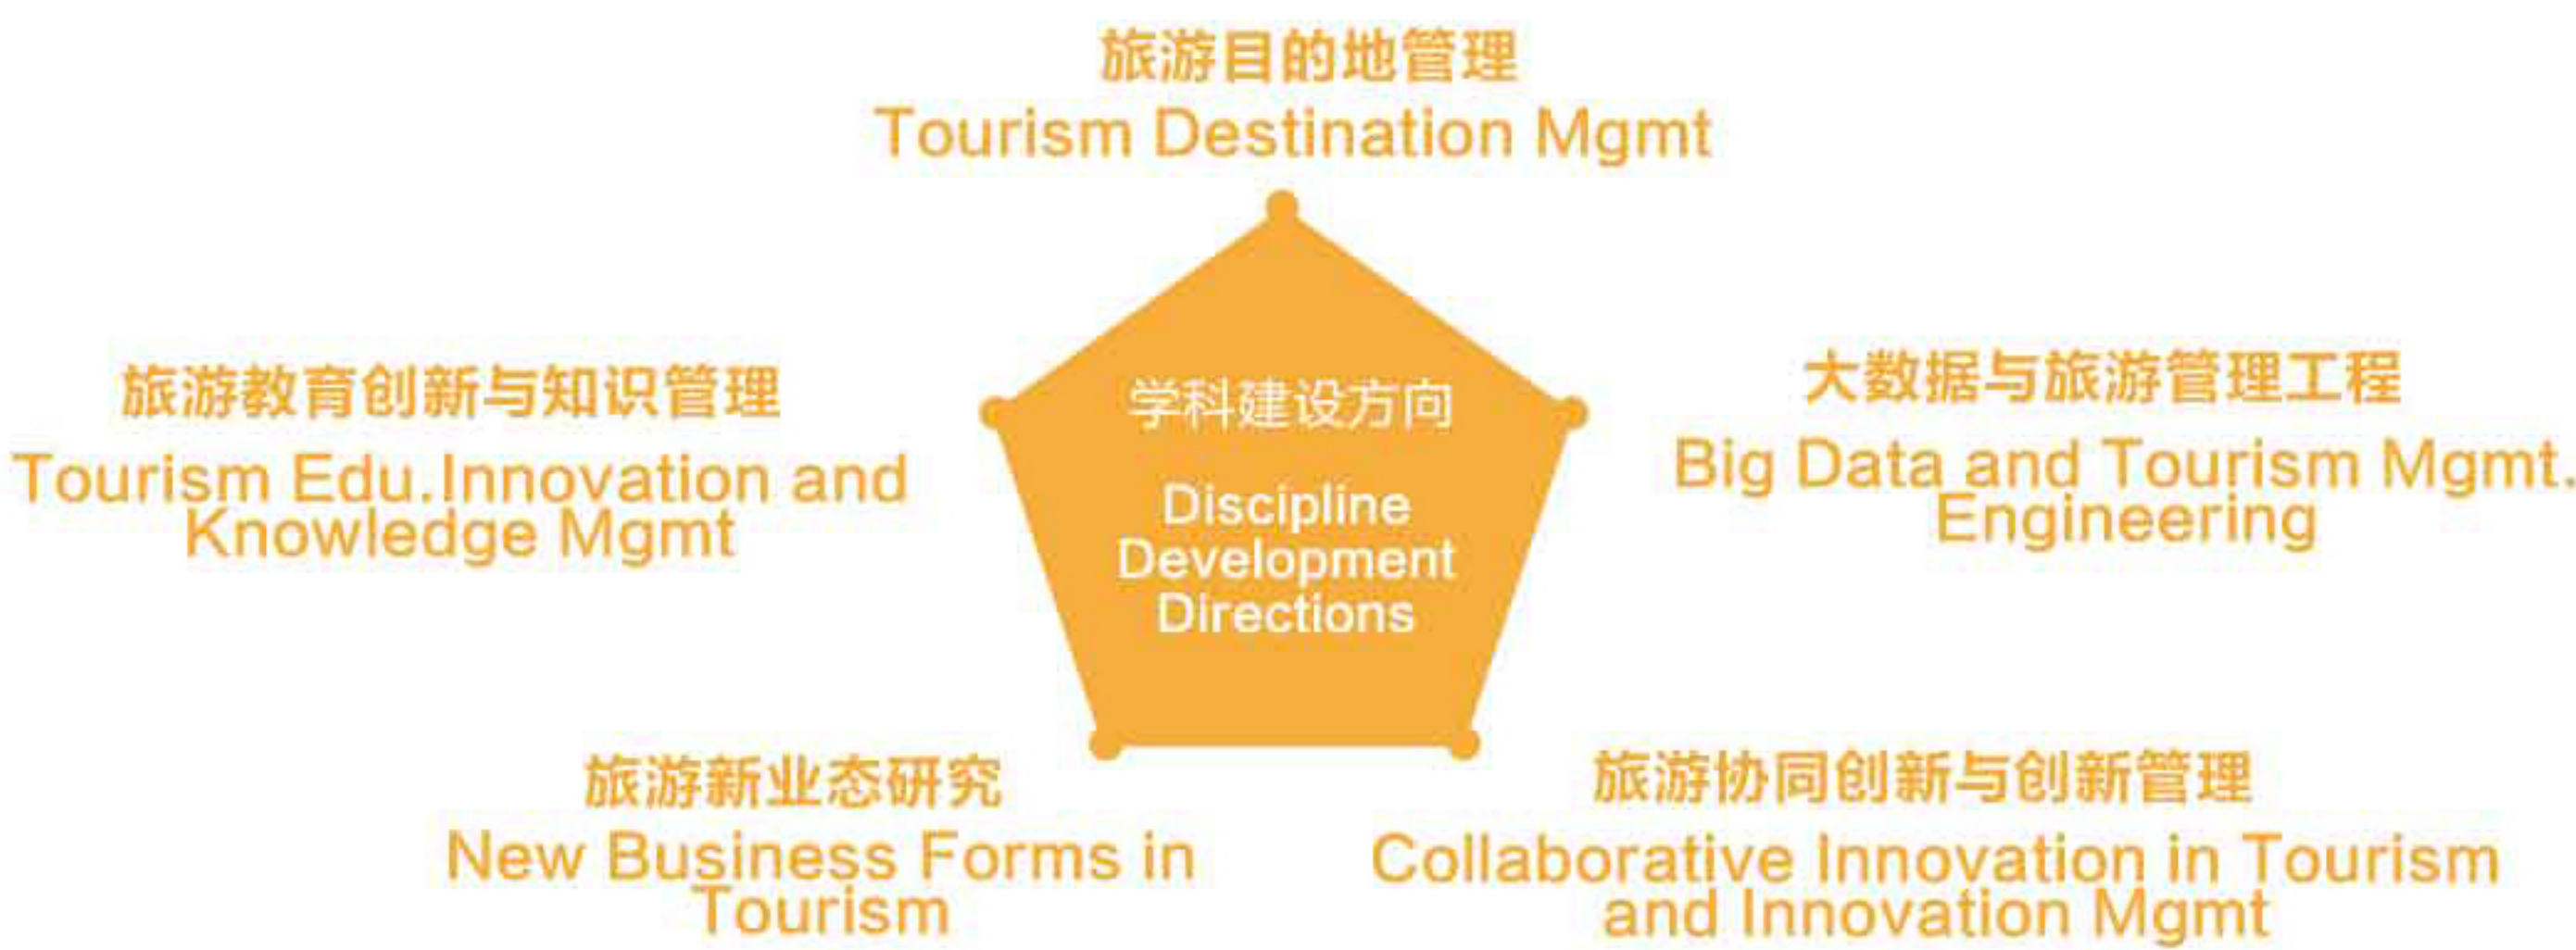 旅游目的地管理
Tourism Destination Mgmt
旅游教育创新与知识管理
Tourism Edu.Innovation and
Knowledge Mgmt
学科建设方向
Discipline
Development
Directions
大数据与旅游管理工程
Big Data and Tourism Mgmt.
Engineering
旅游新业态研究
New Business Forms in
Tourism
旅游协同创新与创新管理
Collaborative Innovation in Tourism
and Innovation Mgmt